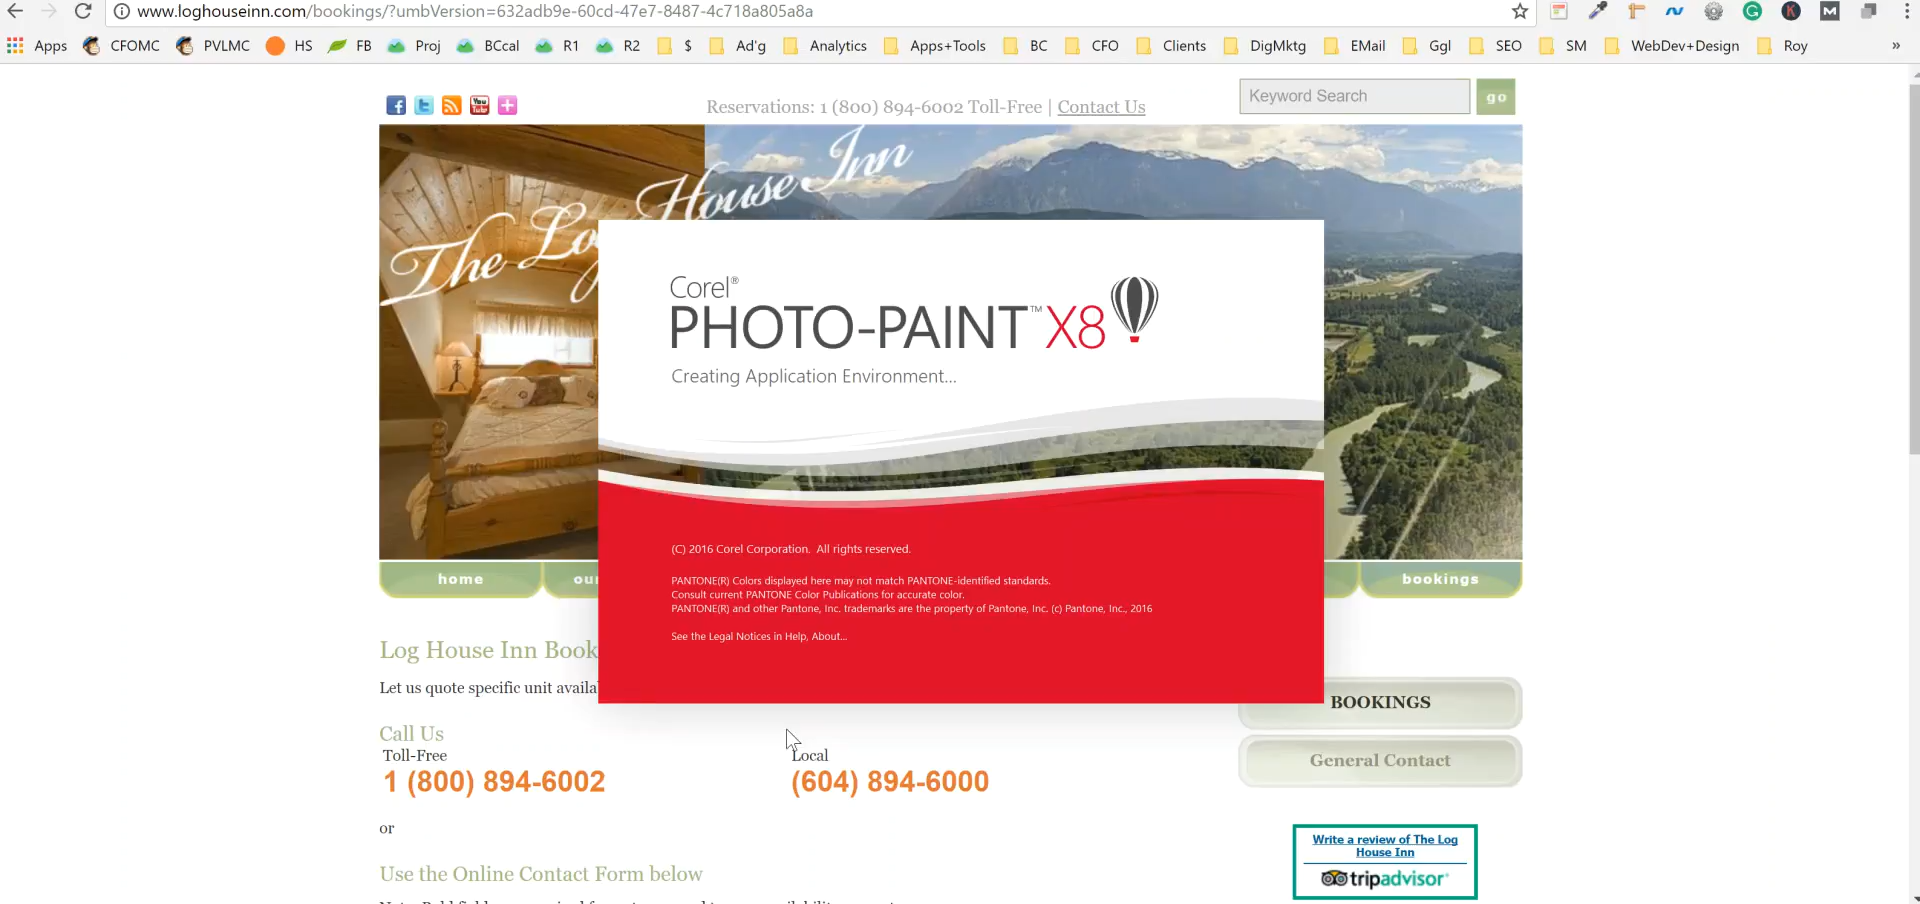 www.loghouseinn.com/bookings/?umbVersion=632adb9e-60cd-47e7-8487-4c718a805a8a
Apps CFOMC PVLMC HS FB Proj BCcal R1 R2 $ Ad'g Analytics Apps+Tools BC CFO Clients DigMktg EMail Ggl SEO SM WebDev+Design Roy »
Reservations: 1 (800) 894-6002 Toll-Free | Contact Us
Keyword Search go
The Log House Inn
Corel®
PHOTO-PAINT™ X8
Creating Application Environment...
(C) 2016 Corel Corporation. All rights reserved.
PANTONE(R) Colors displayed here may not match PANTONE-identified standards.
Consult current PANTONE Color Publications for accurate color.
PANTONE(R) and other Pantone, Inc. trademarks are the property of Pantone, Inc. (c) Pantone, Inc., 2016
See the Legal Notices in Help, About...
home ou bookings
Log House Inn Book
Let us quote specific unit availa
BOOKINGS
General Contact
Call Us
Toll-Free
1 (800) 894-6002
Local
(604) 894-6000
or
Use the Online Contact Form below
Write a review of The Log
House Inn
tripadvisor